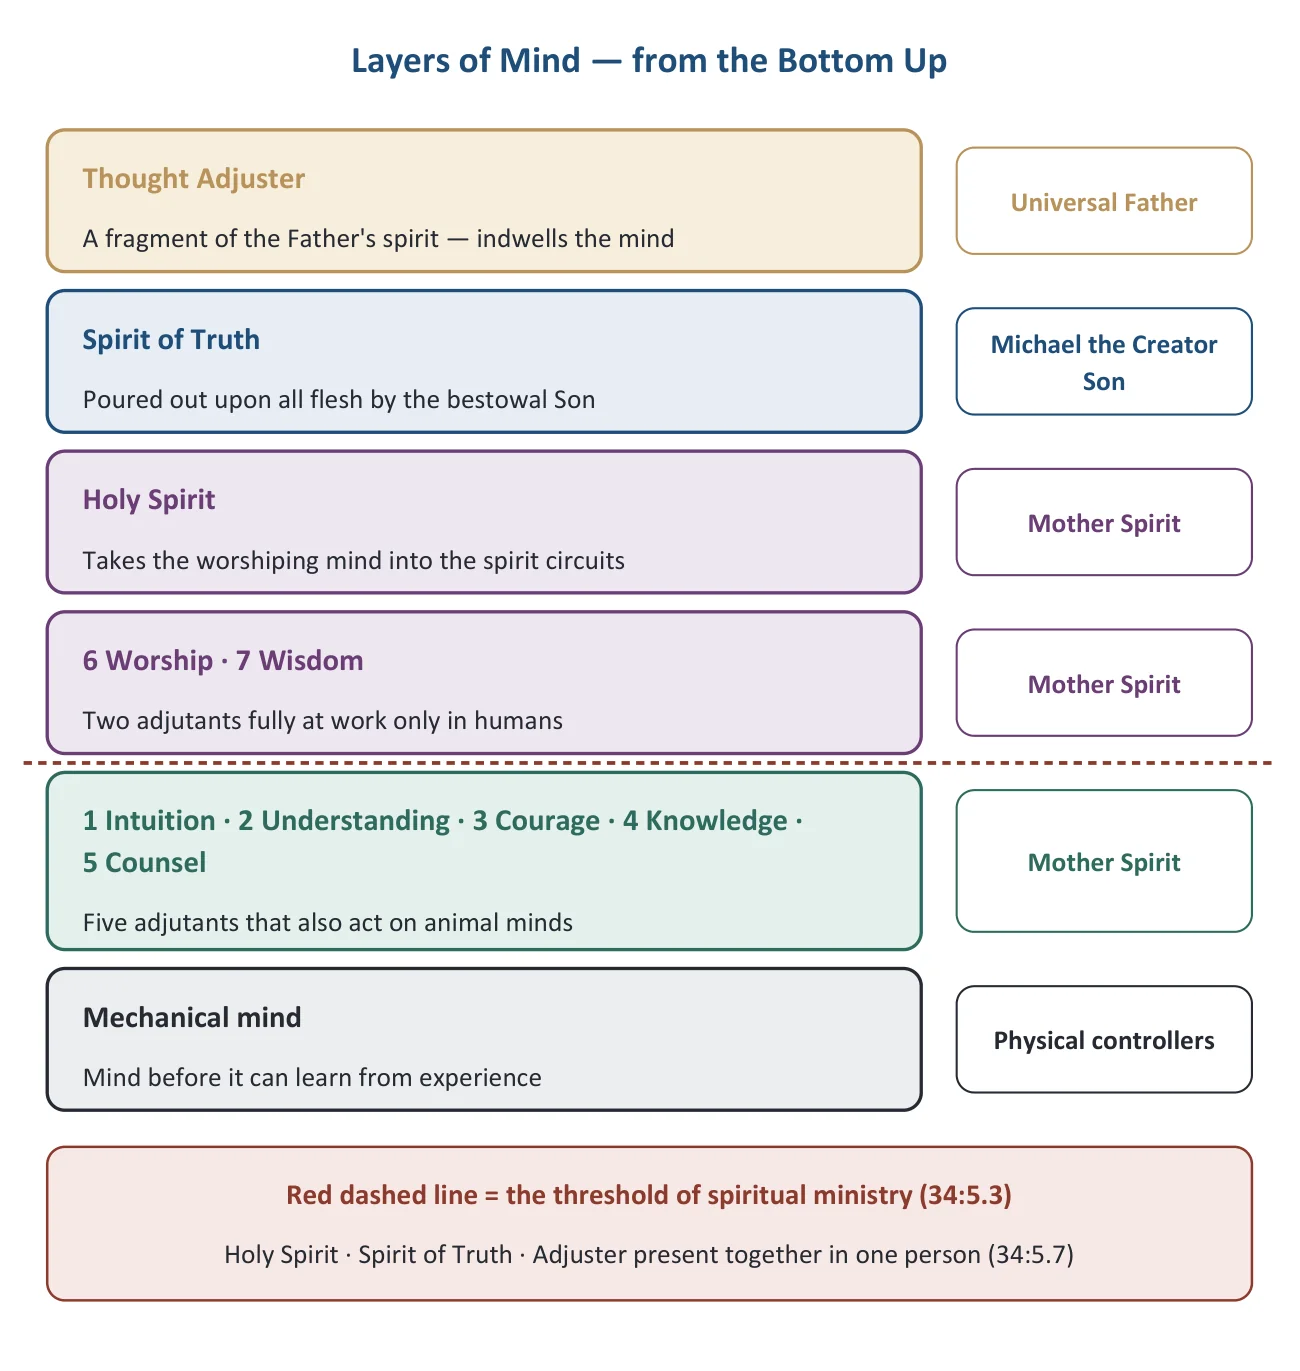 Layers of Mind — from the Bottom Up
Thought Adjuster
A fragment of the Father's spirit — indwells the mind
Universal Father
Spirit of Truth
Poured out upon all flesh by the bestowal Son
Michael the Creator
Son
Holy Spirit
Takes the worshiping mind into the spirit circuits
Mother Spirit
6 Worship · 7 Wisdom
Two adjutants fully at work only in humans
Mother Spirit
1 Intuition · 2 Understanding · 3 Courage · 4 Knowledge ·
5 Counsel
Five adjutants that also act on animal minds
Mother Spirit
Mechanical mind
Mind before it can learn from experience
Physical controllers
Red dashed line = the threshold of spiritual ministry (34:5.3)
Holy Spirit · Spirit of Truth · Adjuster present together in one person (34:5.7)